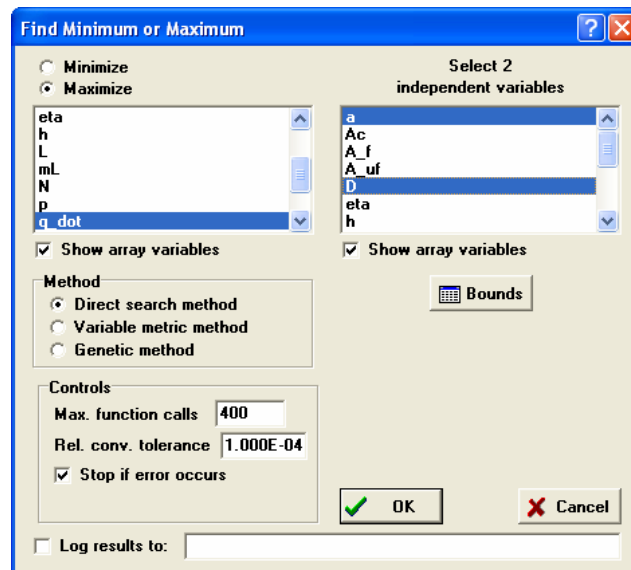 Find Minimum or Maximum
Minimize
Maximize
eta
h
L
mL
N
p
q_dot
Show array variables
Select 2
independent variables
a
Ac
A_f
A_uf
D
eta
h
Show array variables
Method
Direct search method
Variable metric method
Genetic method
Bounds
Controls
Max. function calls 400
Rel. conv. tolerance 1.000E-04
Stop if error occurs
OK
Cancel
Log results to: